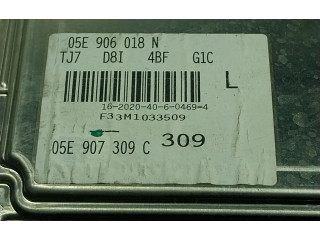 05E 906 018 N
TJ7 D8I 4BF G1C
L
16-2020-40-6-0469=4
F33M1033509
05E 907 309 C 309